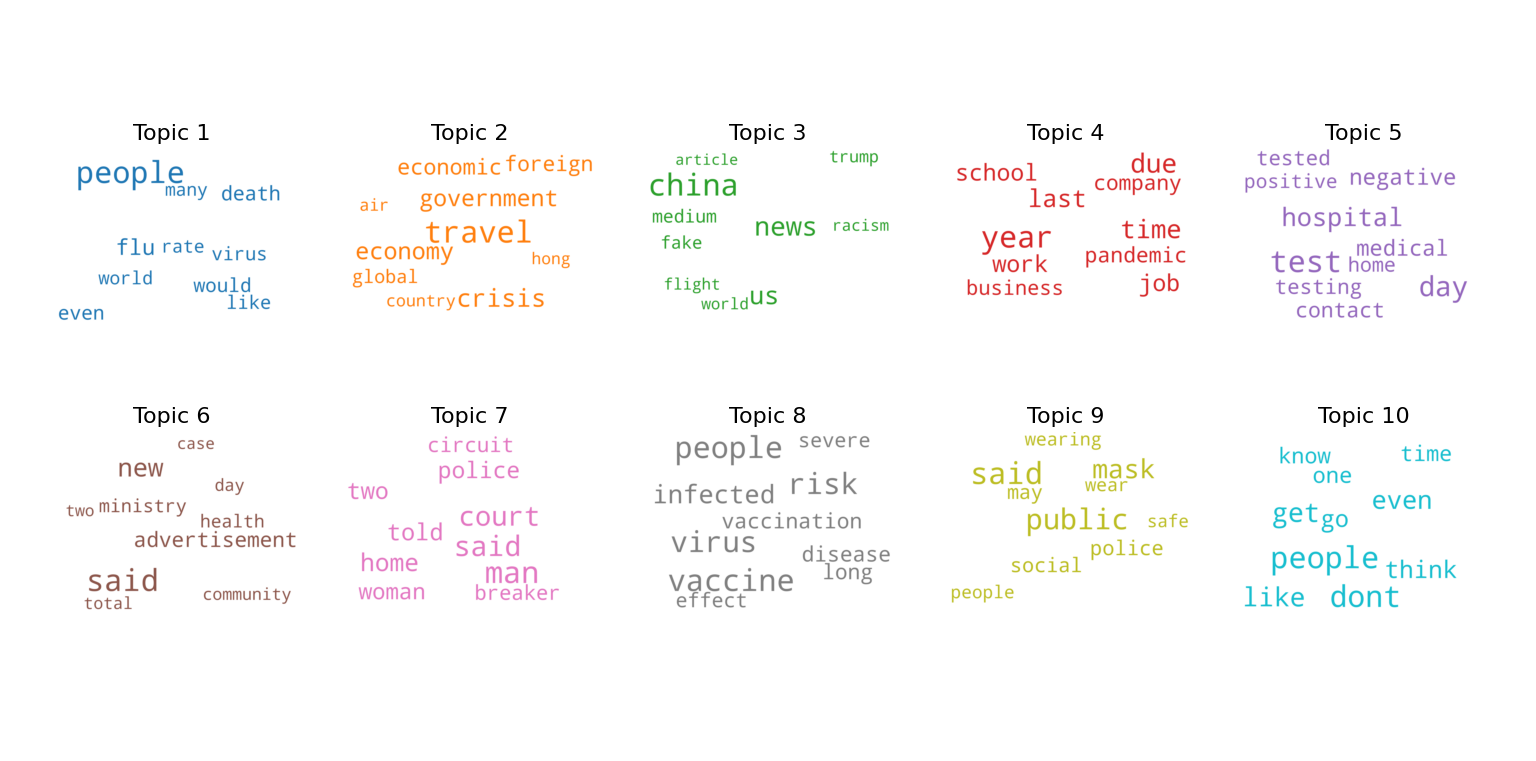 Topic 1
people
many death
flu rate virus
world would
like
even
Topic 2
economic foreign
air government
travel
economy hong
global
country crisis
Topic 3
article trump
china
medium
news racism
fake
flight
world us
Topic 4
school due
company
last
year time
work pandemic
business job
Topic 5
tested
positive negative
hospital
medical
test home
testing day
contact
Topic 6
case
new
day
two ministry
health
advertisement
said
total community
Topic 7
circuit
police
two
court
told
said
home man
woman breaker
Topic 8
people severe
risk
infected
vaccination
virus
disease
long
vaccine
effect
Topic 9
wearing
said mask
may wear
public safe
police
social
people
Topic 10
know time
one
even
get go
people think
like dont